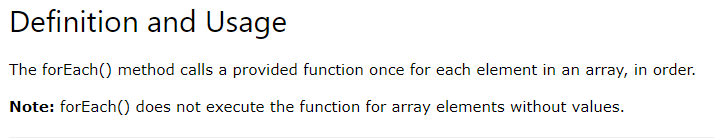 Definition and Usage
The forEach() method calls a provided function once for each element in an array, in order.
Note: forEach() does not execute the function for array elements without values.